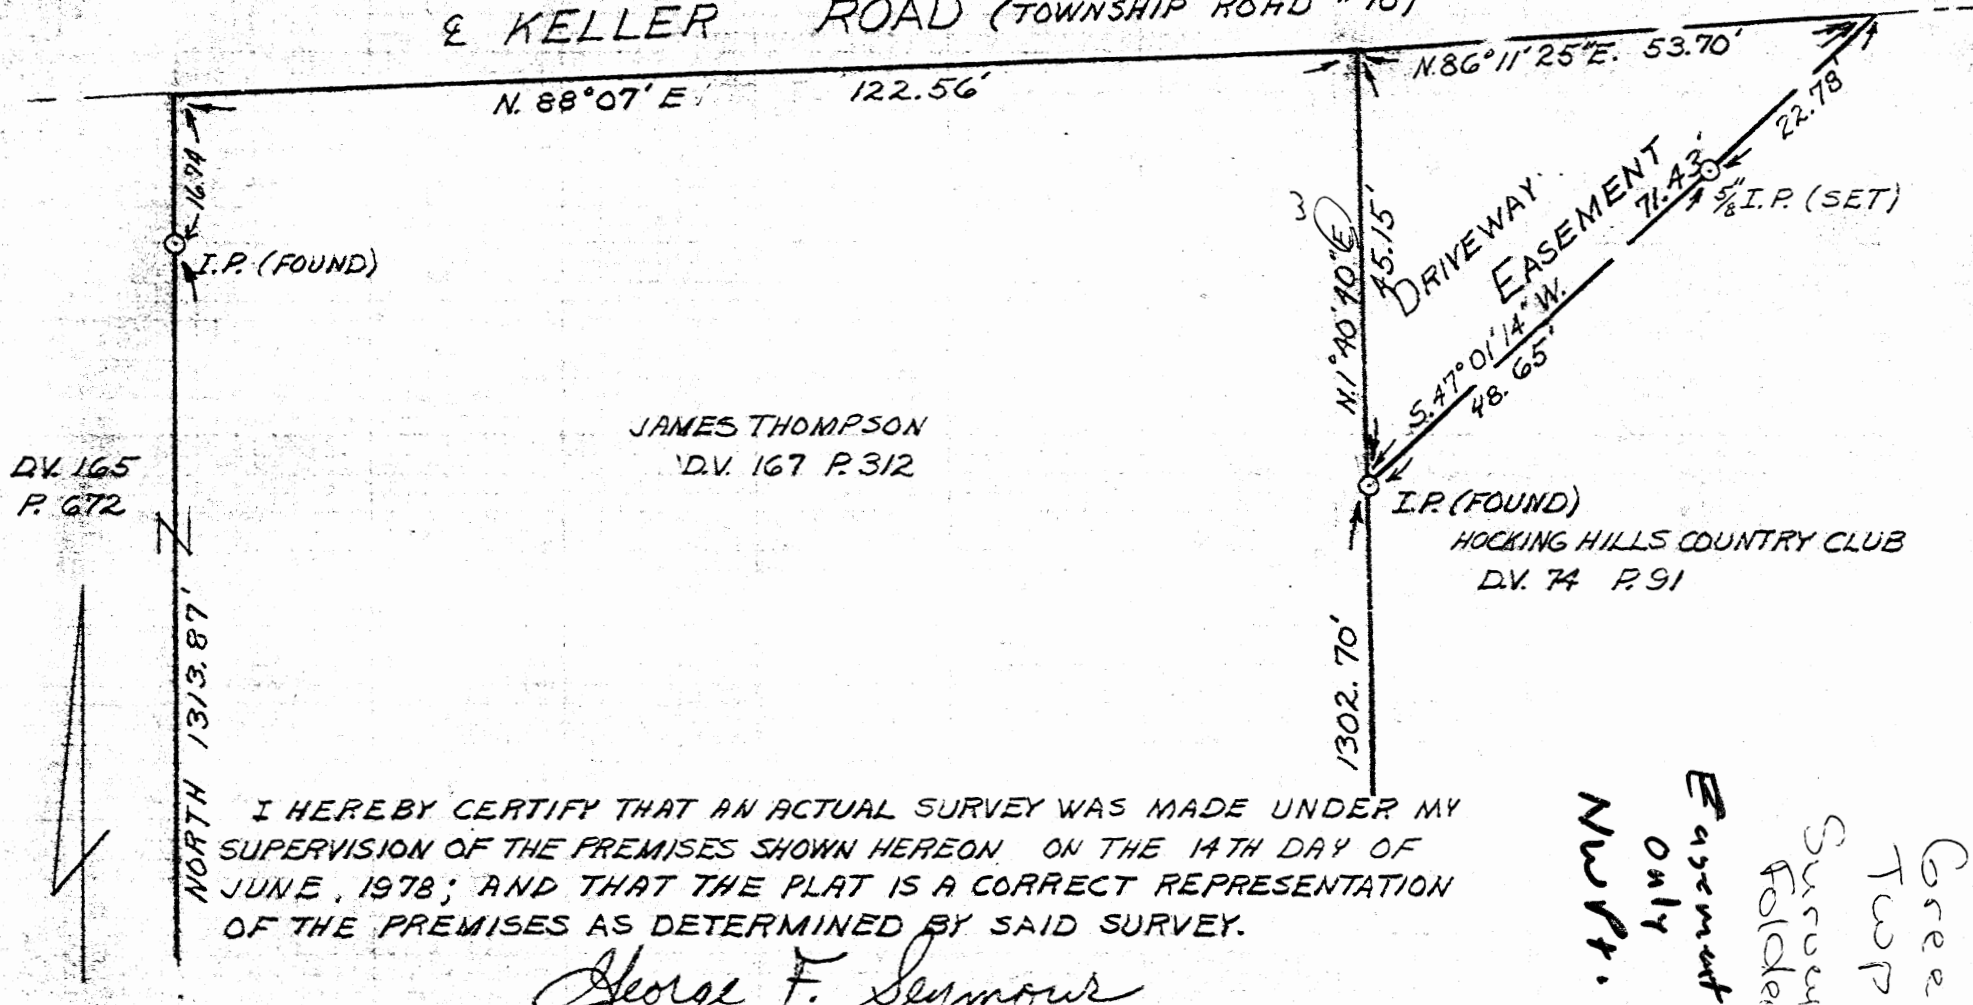 ℄ KELLER ROAD (TOWNSHIP ROAD
N. 88°07' E. 122.56'
N.86°11'25"E. 53.70'
16.74
I.P. (FOUND)
N.1°40'40"E
45.15'
DRIVEWAY
EASEMENT
22.78'
71.43'
5/8" I.P. (SET)
S.47°01'14"W.
48.65'
JAMES THOMPSON
D.V. 167 P. 312
D.V. 165
P. 672
I.P. (FOUND)
HOCKING HILLS COUNTRY CLUB
D.V. 74 P. 91
NORTH 1313.87'
1302.70'
I HEREBY CERTIFY THAT AN ACTUAL SURVEY WAS MADE UNDER MY
SUPERVISION OF THE PREMISES SHOWN HEREON ON THE 14TH DAY OF
JUNE, 1978; AND THAT THE PLAT IS A CORRECT REPRESENTATION
OF THE PREMISES AS DETERMINED BY SAID SURVEY.
George F. Seymour
Easement
only
Gree
Twp
Survey
Folde